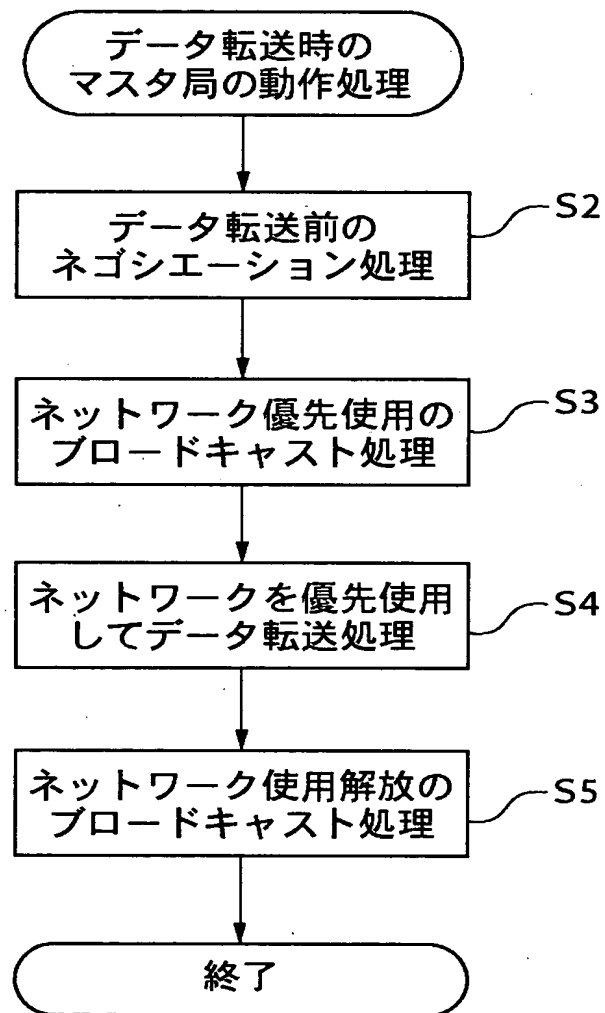 データ転送時の
マスタ局の動作処理
データ転送前の
ネゴシエーション処理
S2
ネットワーク優先使用の
ブロードキャスト処理
S3
ネットワークを優先使用
してデータ転送処理
S4
ネットワーク使用解放の
ブロードキャスト処理
S5
終了